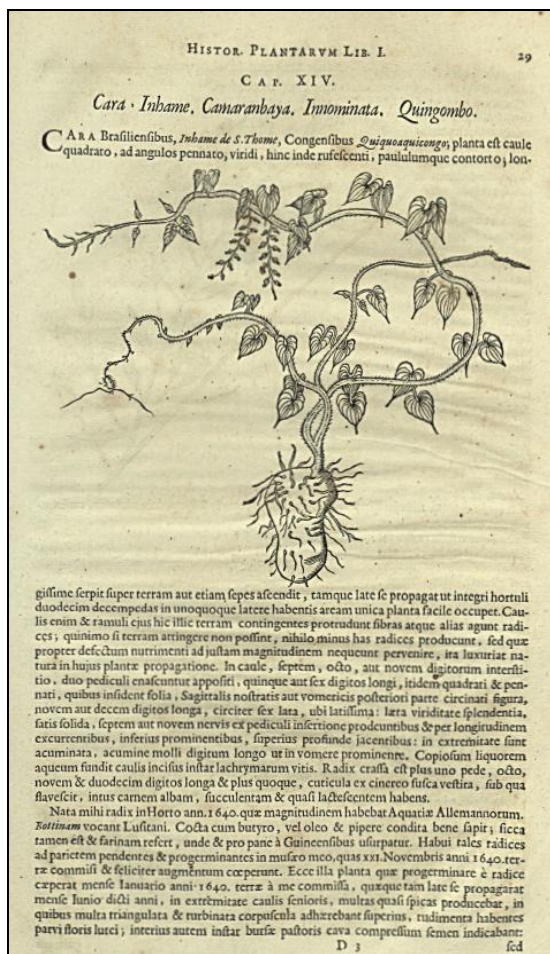 HISTOR. PLANTARVM LIB. I. 29
CAP. XIV.
Cara · Inhame, Camaranbaya. Innominata. Quingombo.
CARA Brasiliensibus, Inhame de S. Thome, Congensibus Quiquoaquicongo; planta est caule
quadrato, ad angulos pennato, viridi, hinc inde rufescenti, paululumque contorto; lon-
gissime serpit super terram aut etiam sepes ascendit, tamque late se propagat ut integri hortuli
duodecim decempedas in unoquoque latere habentis aream unica planta facile occupet. Cau-
lis enim & ramuli ejus hic illic terram contingentes protrudunt fibras atque alias agunt radi-
ces; quinimo si terram attingere non possint, nihilo minus has radices producunt, sed quæ
propter defectum nutrimenti ad justam magnitudinem nequeunt pervenire, ita luxuriat na-
tura in hujus plantæ propagatione. In caule, septem, octo, aut novem digitorum intersti-
tio, duo pediculi enascuntur appositi, quinque aut sex digitos longi, itidem quadrati & pen-
nati, quibus insident folia, Sagittalis nostratis aut vomericis posteriori parte circinati figura,
novem aut decem digitos longa, circiter sex lata, ubi latissima: læta viriditate splendentia,
satis solida, septem aut novem nervis ex pediculi insertione prodeuntibus & per longitudinem
excurrentibus, inferius prominentibus, superius profunde jacentibus: in extremitate sunt
acuminata, acumine molli digitum longo ut in vomere prominente. Copiosum liquorem
aqueum fundit caulis incisus instar lachrymarum vitis. Radix crassa est plus uno pede, octo,
novem & duodecim digitos longa & plus quoque, cuticula ex cinereo fusca vestita, sub qua
flavescit, intus carnem albam, succulentam & quasi lactescentem habens.
Nata mihi radix in Horto ann. 1640. quæ magnitudinem habebat Aquatiæ Allemannorum.
Rottinam vocant Lusitani. Costa cum butyro, vel oleo & pipere condita bene sapit; sicca
tamen est & farinam refert, unde & pro pane à Guineensibus usurpatur. Habui tales radices
ad parietem pendentes & progerminantes in musæo meo, quas XXI. Novembris anni 1640. ter-
ræ commisi & feliciter augmentum cœperunt. Ecce illa planta quæ progerminare è radice
cœperat mense Ianuario anni 1640. terræ à me commissa, quæque tam late se propagarat
mense Iunio dicti anni, in extremitate caulis senioris, multas quasi spicas producebat, in
quibus multa triangulata & turbinata corpuscula adhærebant superius, rudimenta habentes
parvi floris lutei; interius autem instar bursæ pastoris cava compressum semen indicabant:
D 3 sed